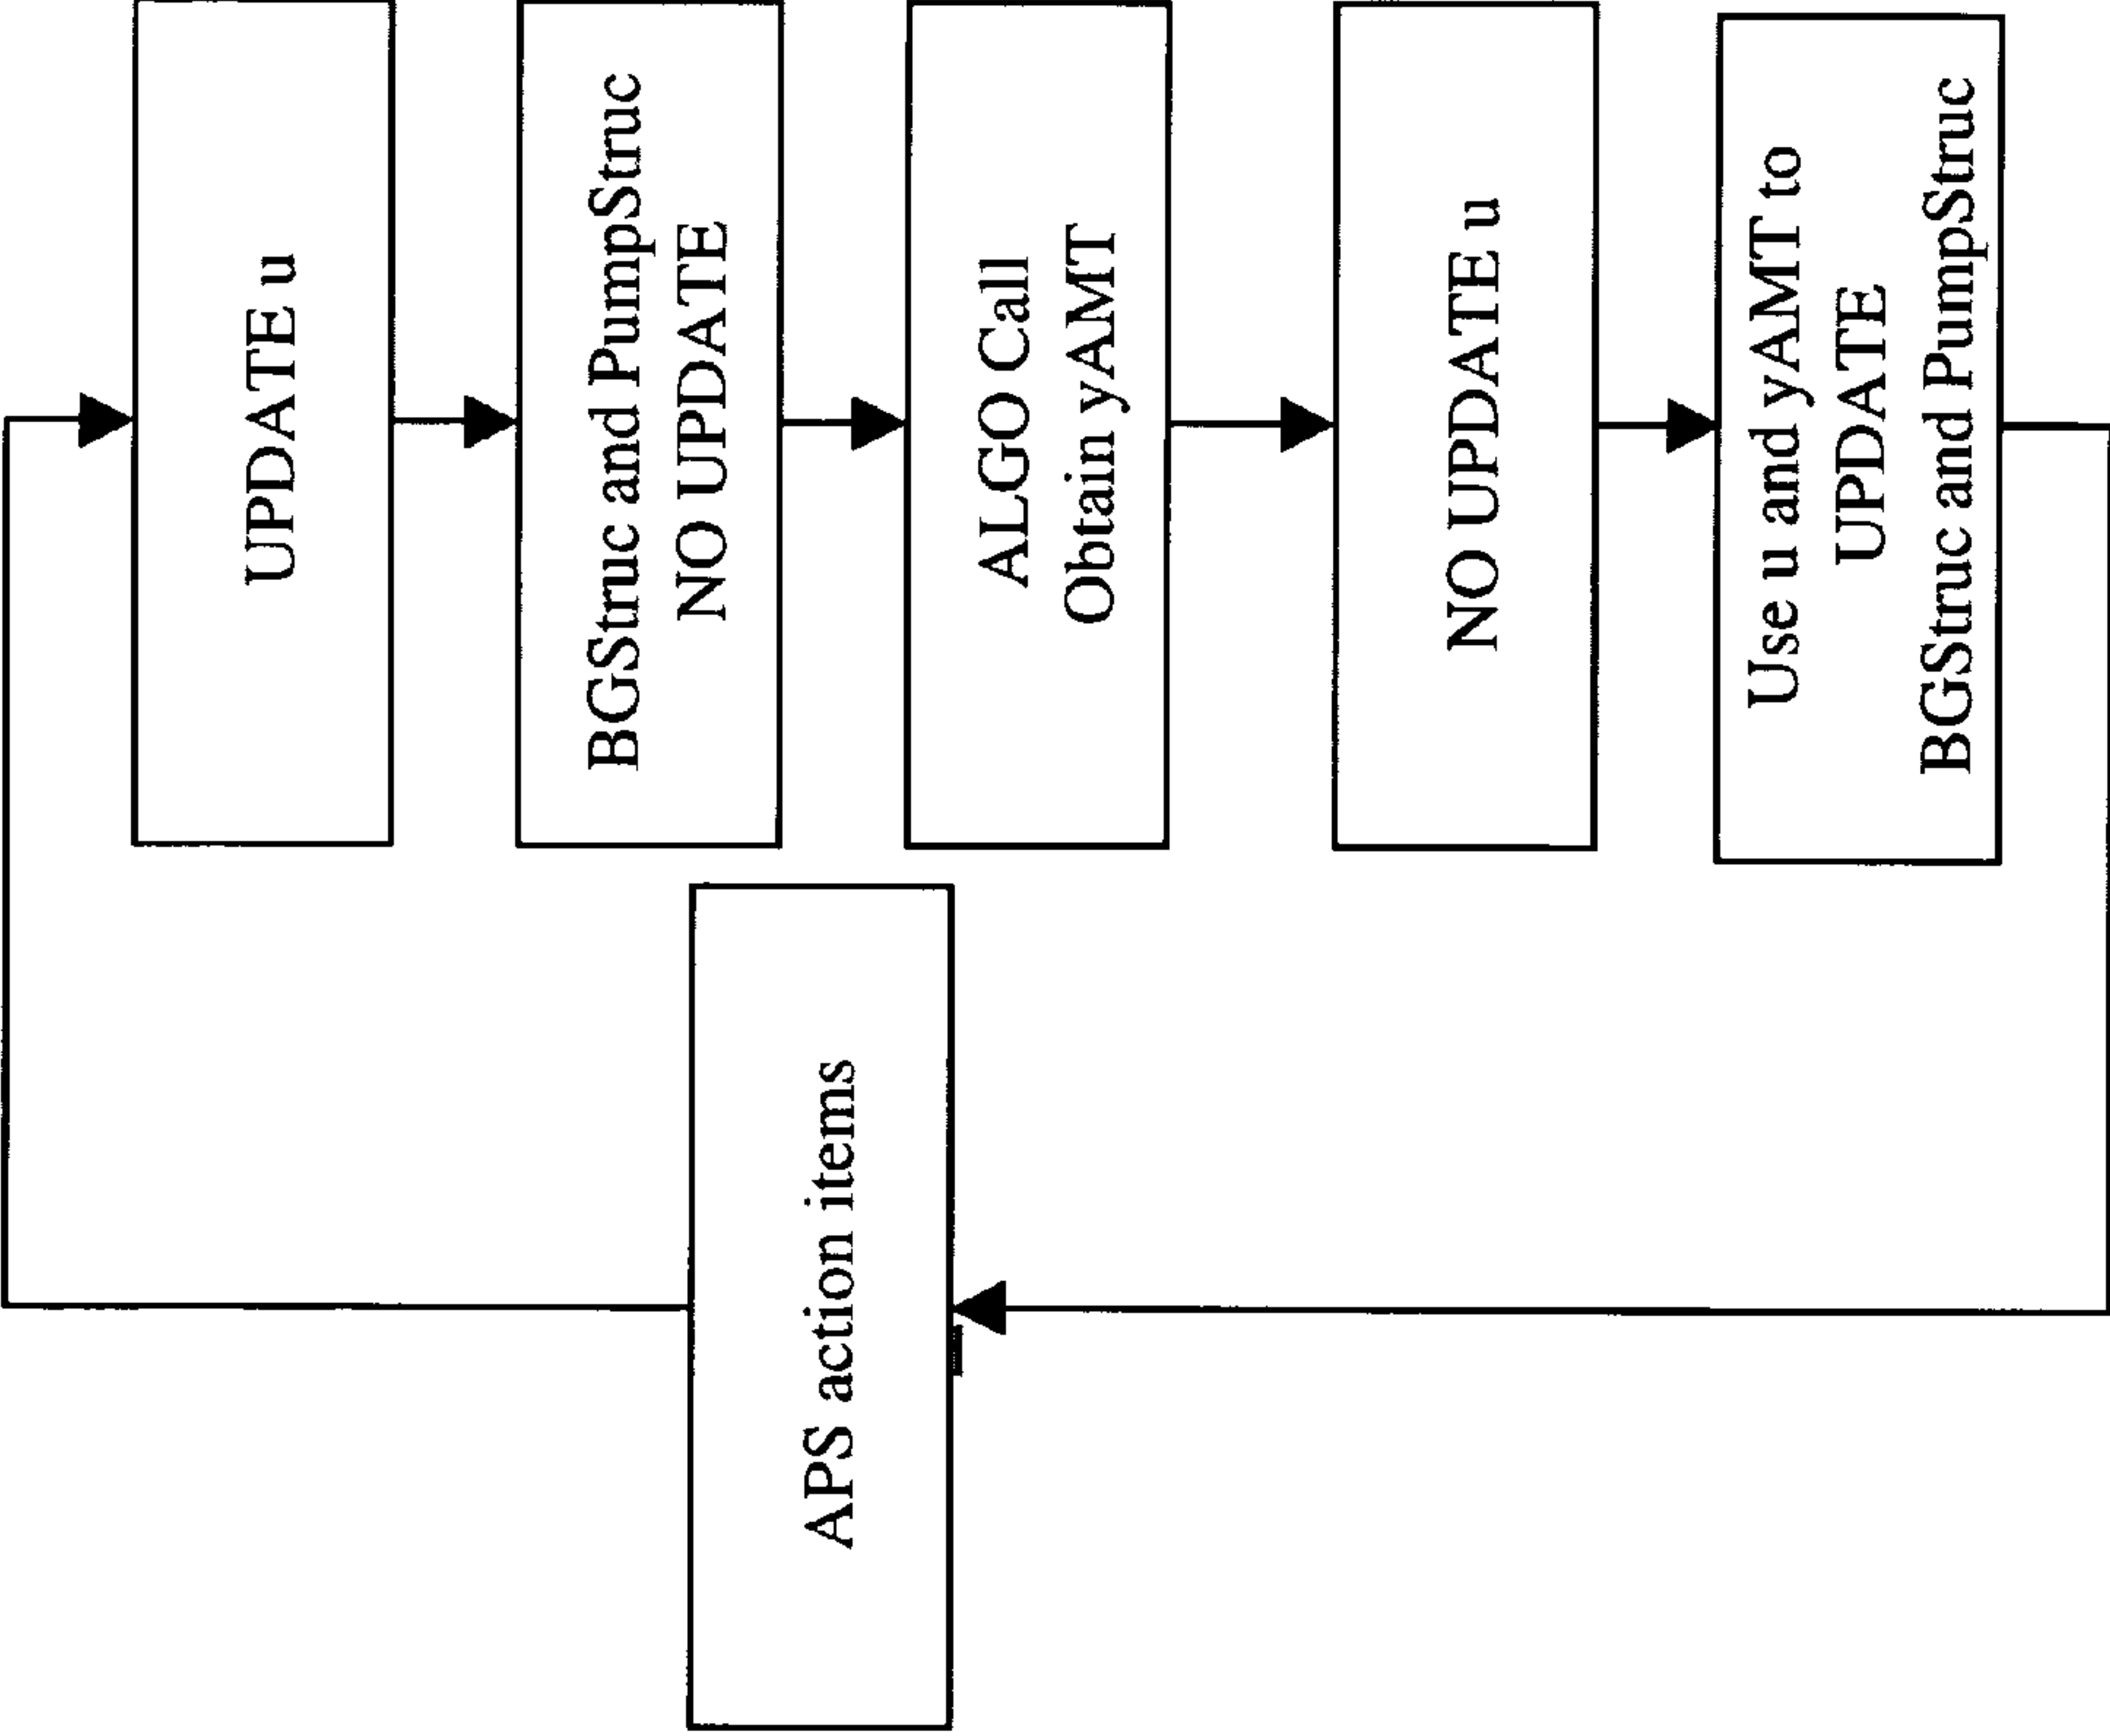 UPDATE u
BGStruc and PumpStruc
NO UPDATE
ALGO Call
Obtain yAMT
NO UPDATE u
Use u and yAMT to
UPDATE
BGStruc and PumpStruc
APS action items